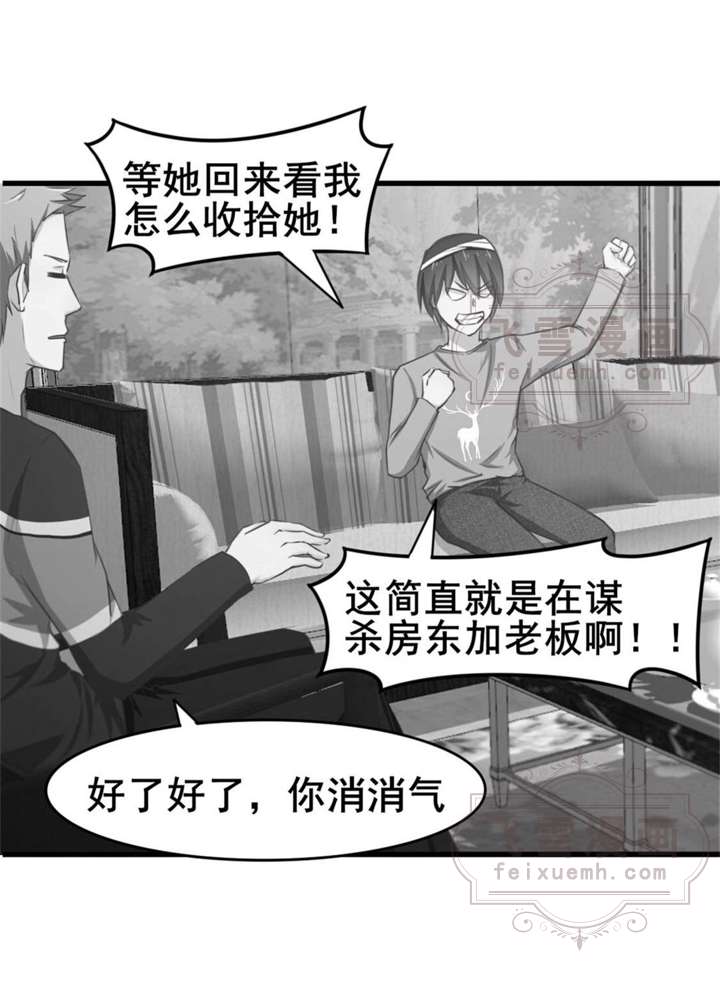 等她回来看我
怎么收拾她！
飞雪漫画
feixuemh.com
这简直就是在谋
杀房东加老板啊！！
好了好了，你消消气
飞雪漫画
feixuemh.com